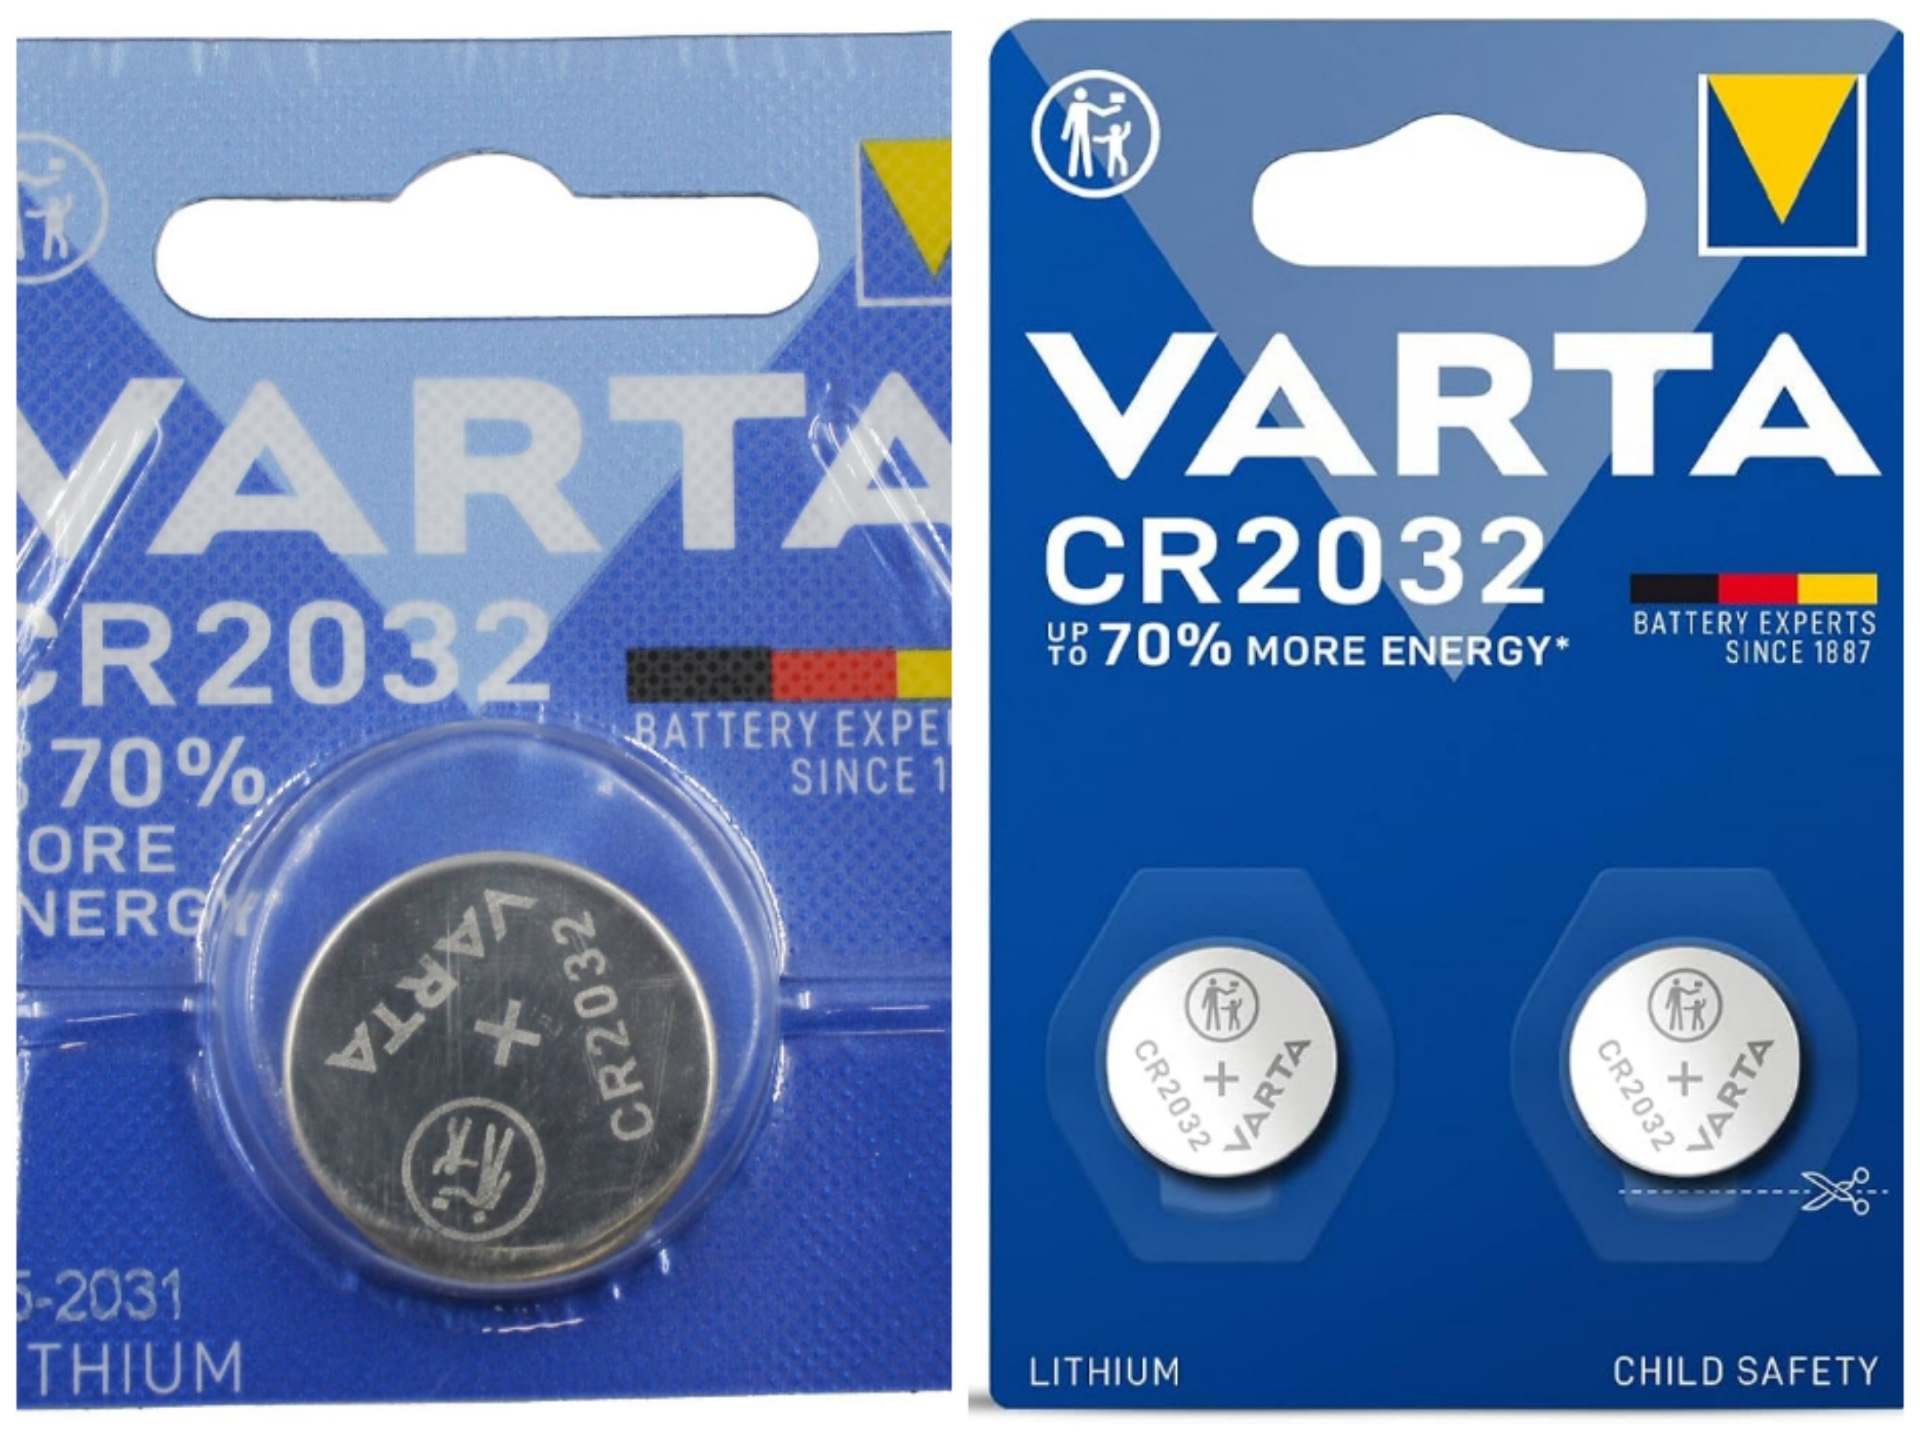 VARTA
CR2032
70%
ORE
NERGY
BATTERY EXPE
SINCE 1
VARTA
+
CR2032
5-2031
THIUM
VARTA
CR2032
UP TO 70% MORE ENERGY*
BATTERY EXPERTS
SINCE 1887
CR2032
+
VARTA
CR2032
+
VARTA
LITHIUM
CHILD SAFETY